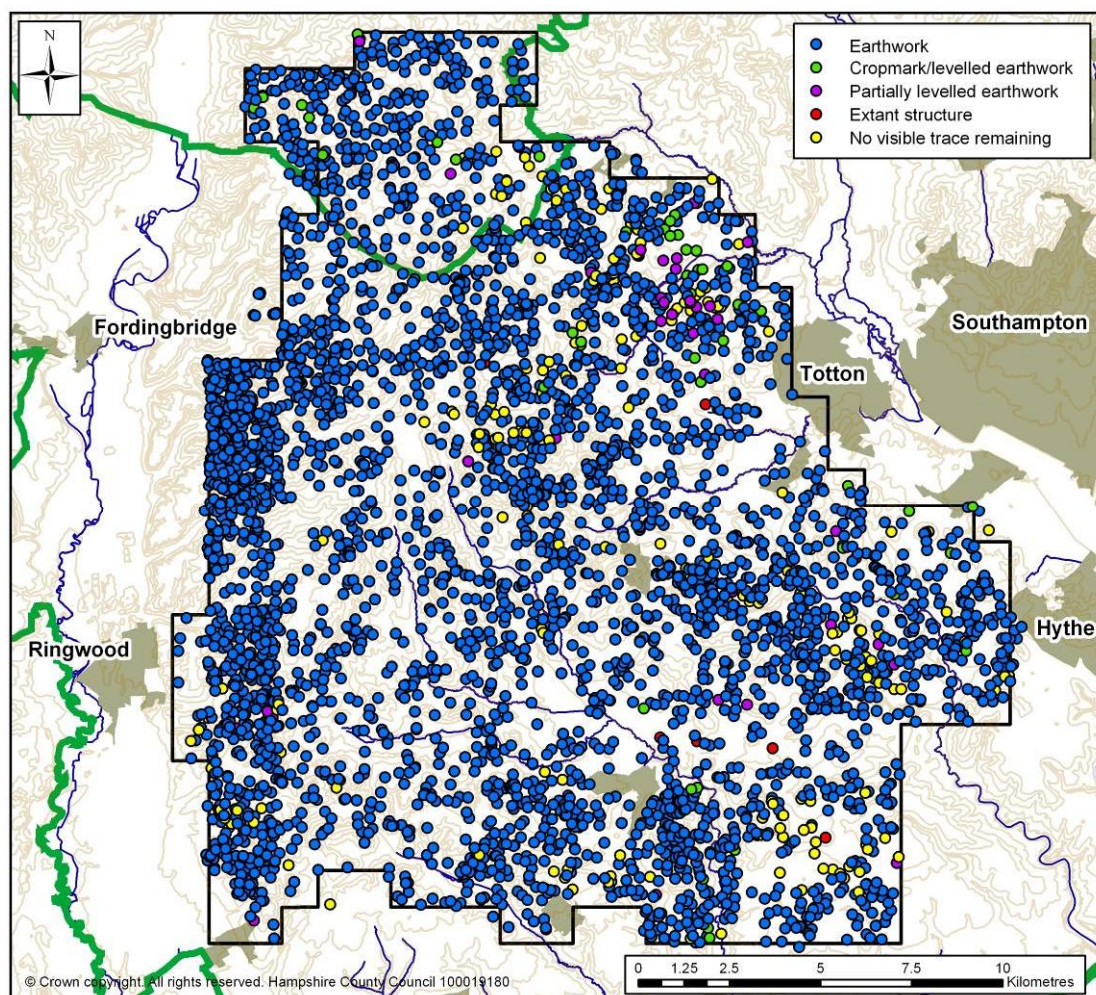 N
Earthwork
Cropmark/levelled earthwork
Partially levelled earthwork
Extant structure
No visible trace remaining
Fordingbridge
Southampton
Totton
Ringwood
Hythe
0 1.25 2.5 5 7.5 10
Kilometres
© Crown copyright. All rights reserved. Hampshire County Council 100019180